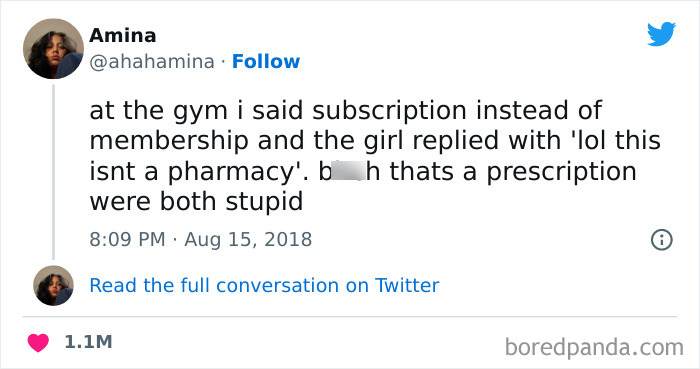 Amina
@ahahamina · Follow
at the gym i said subscription instead of
membership and the girl replied with 'lol this
isnt a pharmacy'. b h thats a prescription
were both stupid
8:09 PM · Aug 15, 2018
Read the full conversation on Twitter
1.1M
boredpanda.com